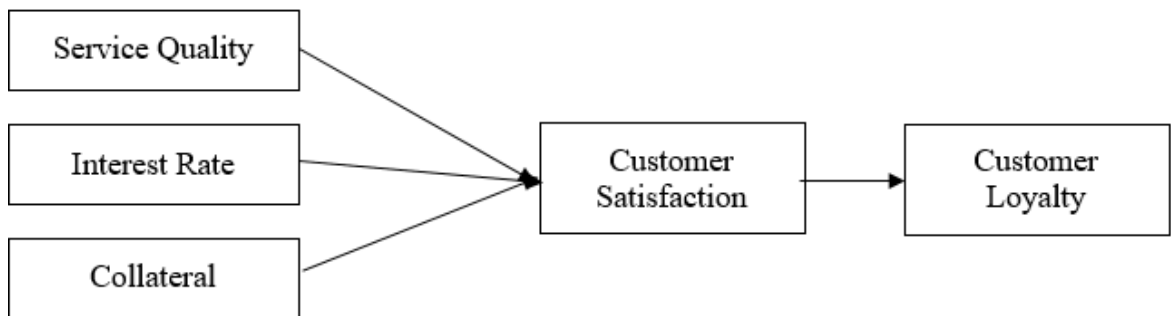 Service Quality
Interest Rate
Collateral
Customer
Satisfaction
Customer
Loyalty